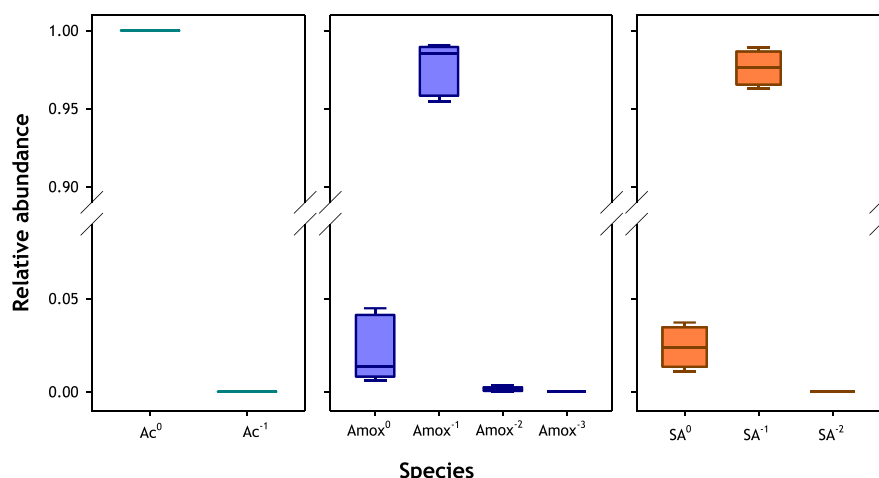 Relative abundance
1.00
0.95
0.90
0.05
0.00
Ac⁰ Ac⁻¹ Amox⁰ Amox⁻¹ Amox⁻² Amox⁻³ SA⁰ SA⁻¹ SA⁻²
Species